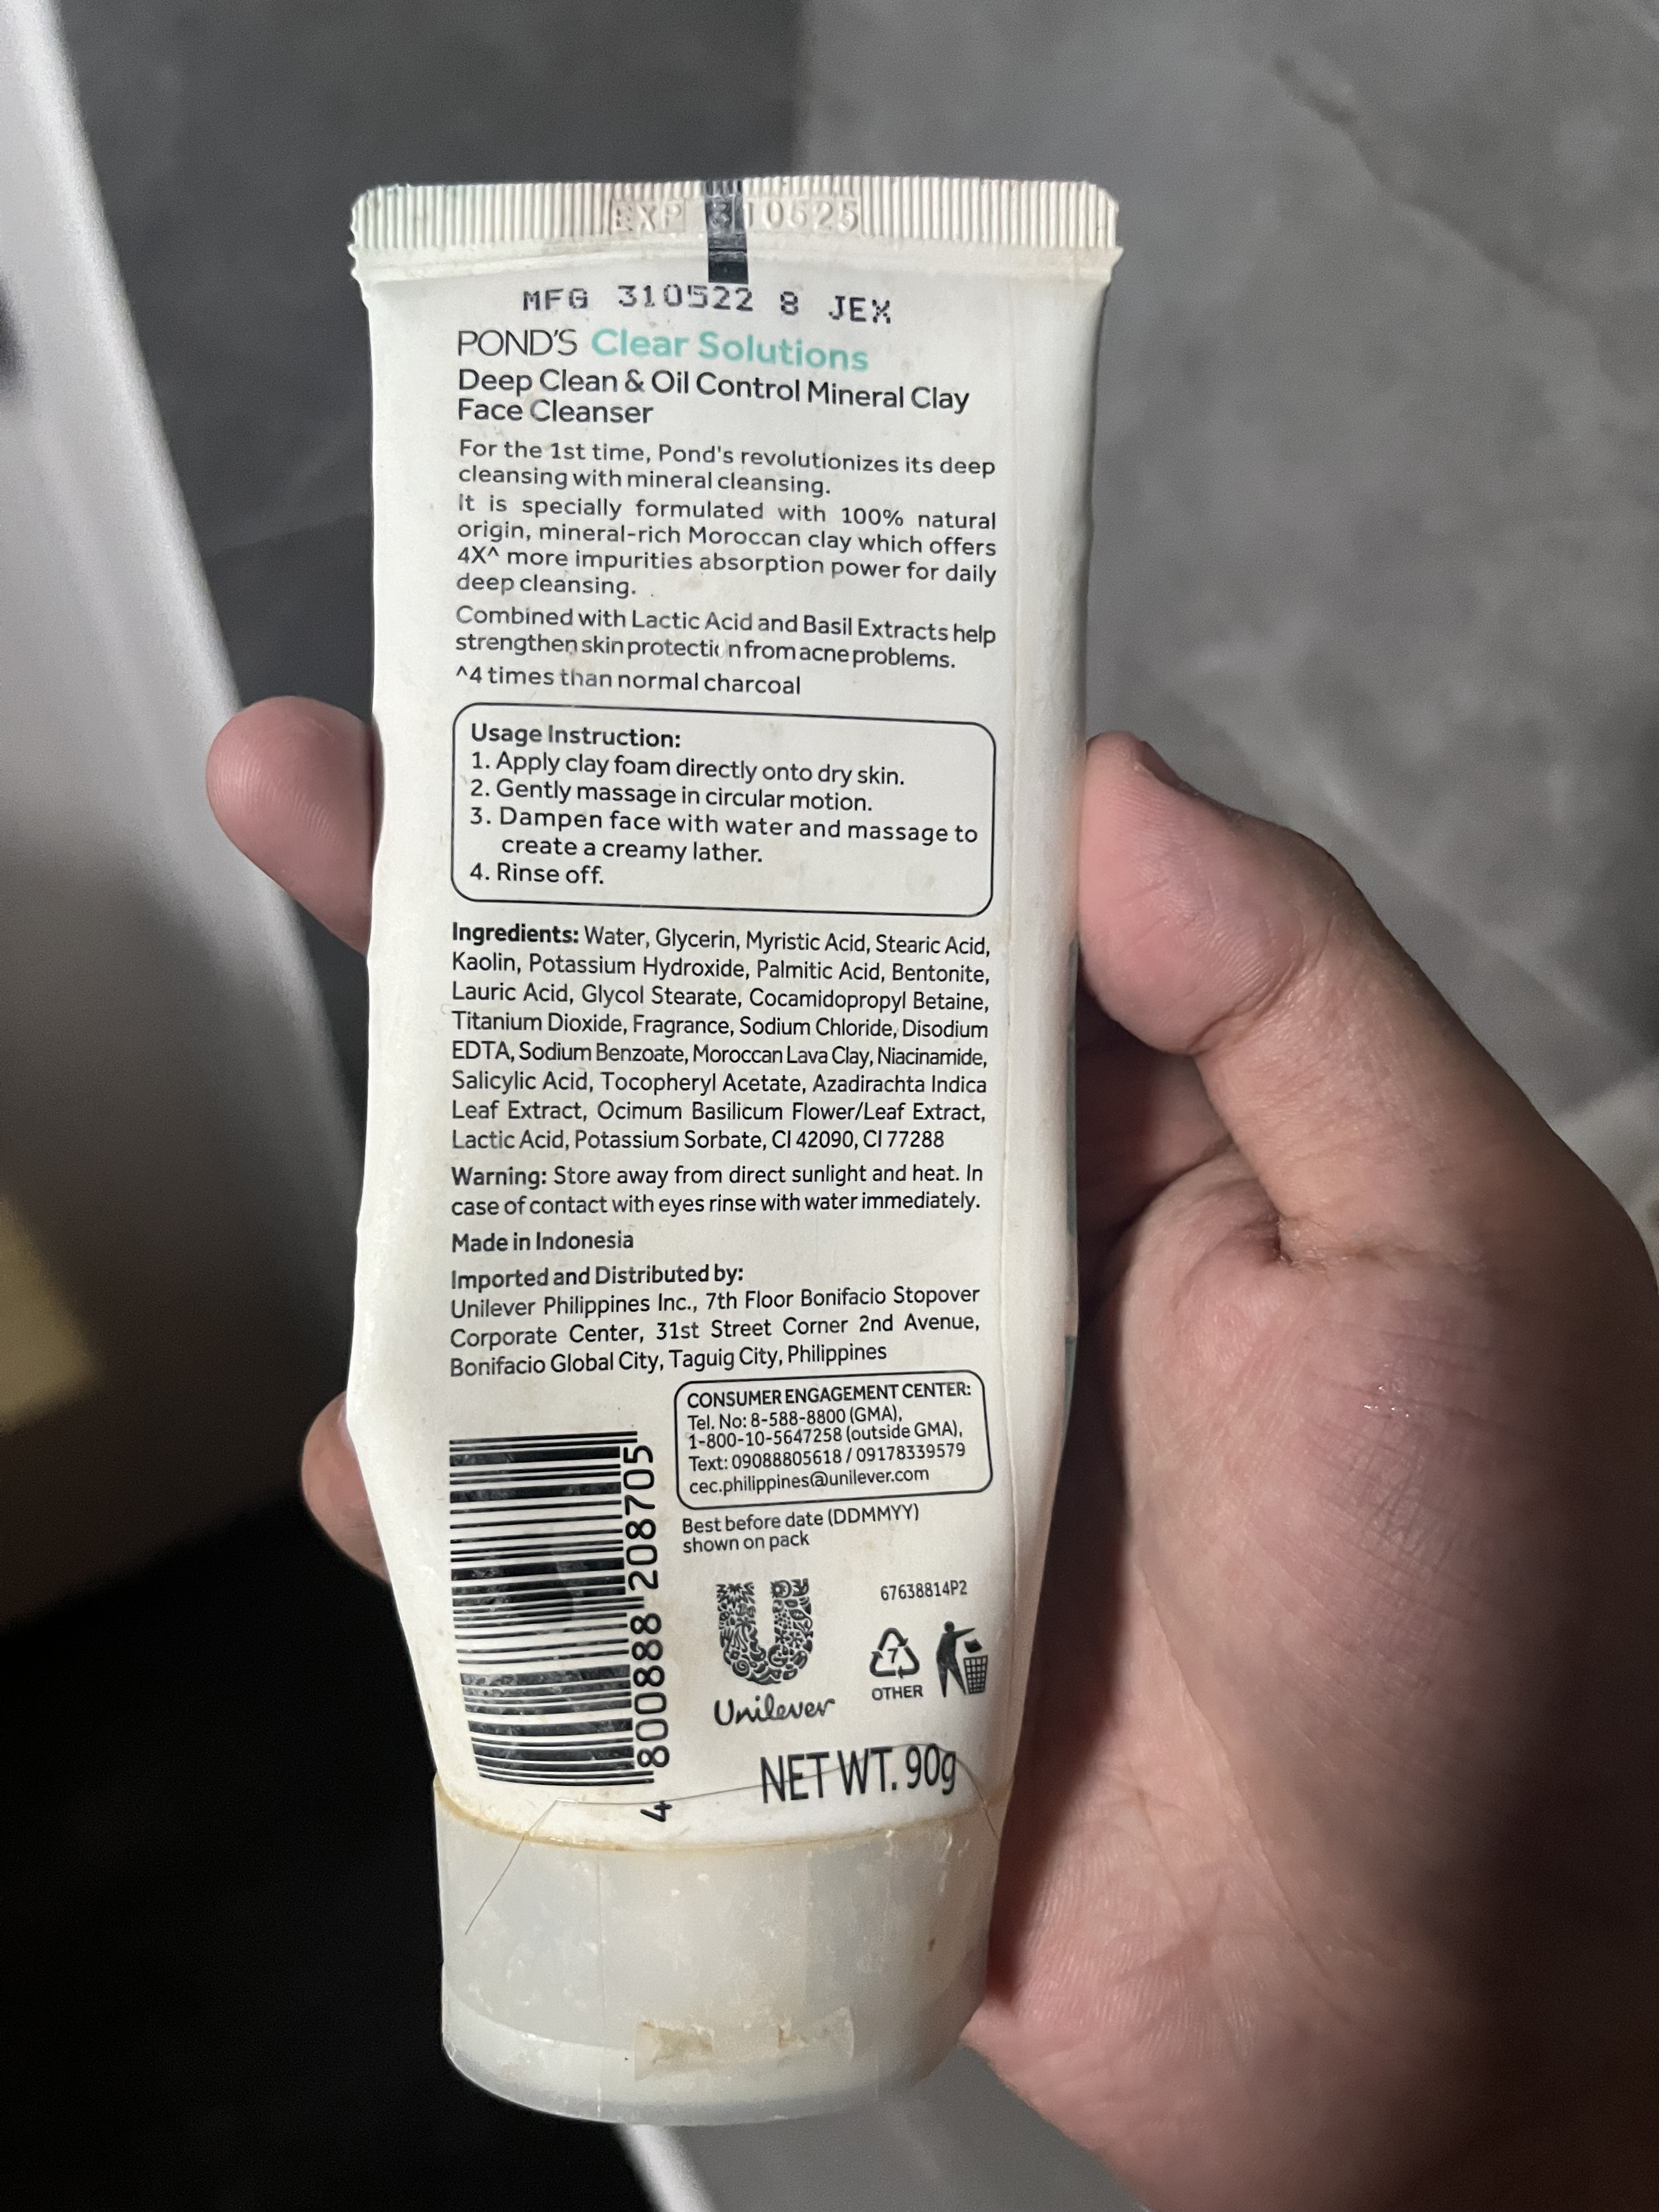 EXP 310525
MFG 310522 8 JEX
POND'S Clear Solutions
Deep Clean & Oil Control Mineral Clay
Face Cleanser
For the 1st time, Pond's revolutionizes its deep
cleansing with mineral cleansing.
It is specially formulated with 100% natural
origin, mineral-rich Moroccan clay which offers
4X^ more impurities absorption power for daily
deep cleansing.
Combined with Lactic Acid and Basil Extracts help
strengthen skin protection from acne problems.
^4 times than normal charcoal
Usage Instruction:
1. Apply clay foam directly onto dry skin.
2. Gently massage in circular motion.
3. Dampen face with water and massage to
create a creamy lather.
4. Rinse off.
Ingredients: Water, Glycerin, Myristic Acid, Stearic Acid,
Kaolin, Potassium Hydroxide, Palmitic Acid, Bentonite,
Lauric Acid, Glycol Stearate, Cocamidopropyl Betaine,
Titanium Dioxide, Fragrance, Sodium Chloride, Disodium
EDTA, Sodium Benzoate, Moroccan Lava Clay, Niacinamide,
Salicylic Acid, Tocopheryl Acetate, Azadirachta Indica
Leaf Extract, Ocimum Basilicum Flower/Leaf Extract,
Lactic Acid, Potassium Sorbate, CI 42090, CI 77288
Warning: Store away from direct sunlight and heat. In
case of contact with eyes rinse with water immediately.
Made in Indonesia
Imported and Distributed by:
Unilever Philippines Inc., 7th Floor Bonifacio Stopover
Corporate Center, 31st Street Corner 2nd Avenue,
Bonifacio Global City, Taguig City, Philippines
CONSUMER ENGAGEMENT CENTER:
Tel. No: 8-588-8800 (GMA),
1-800-10-5647258 (outside GMA),
Text: 09088805618 / 09178339579
cec.philippines@unilever.com
Best before date (DDMMYY)
shown on pack
4 800888 208705
67638814P2
7
OTHER
Unilever
NET WT. 90g